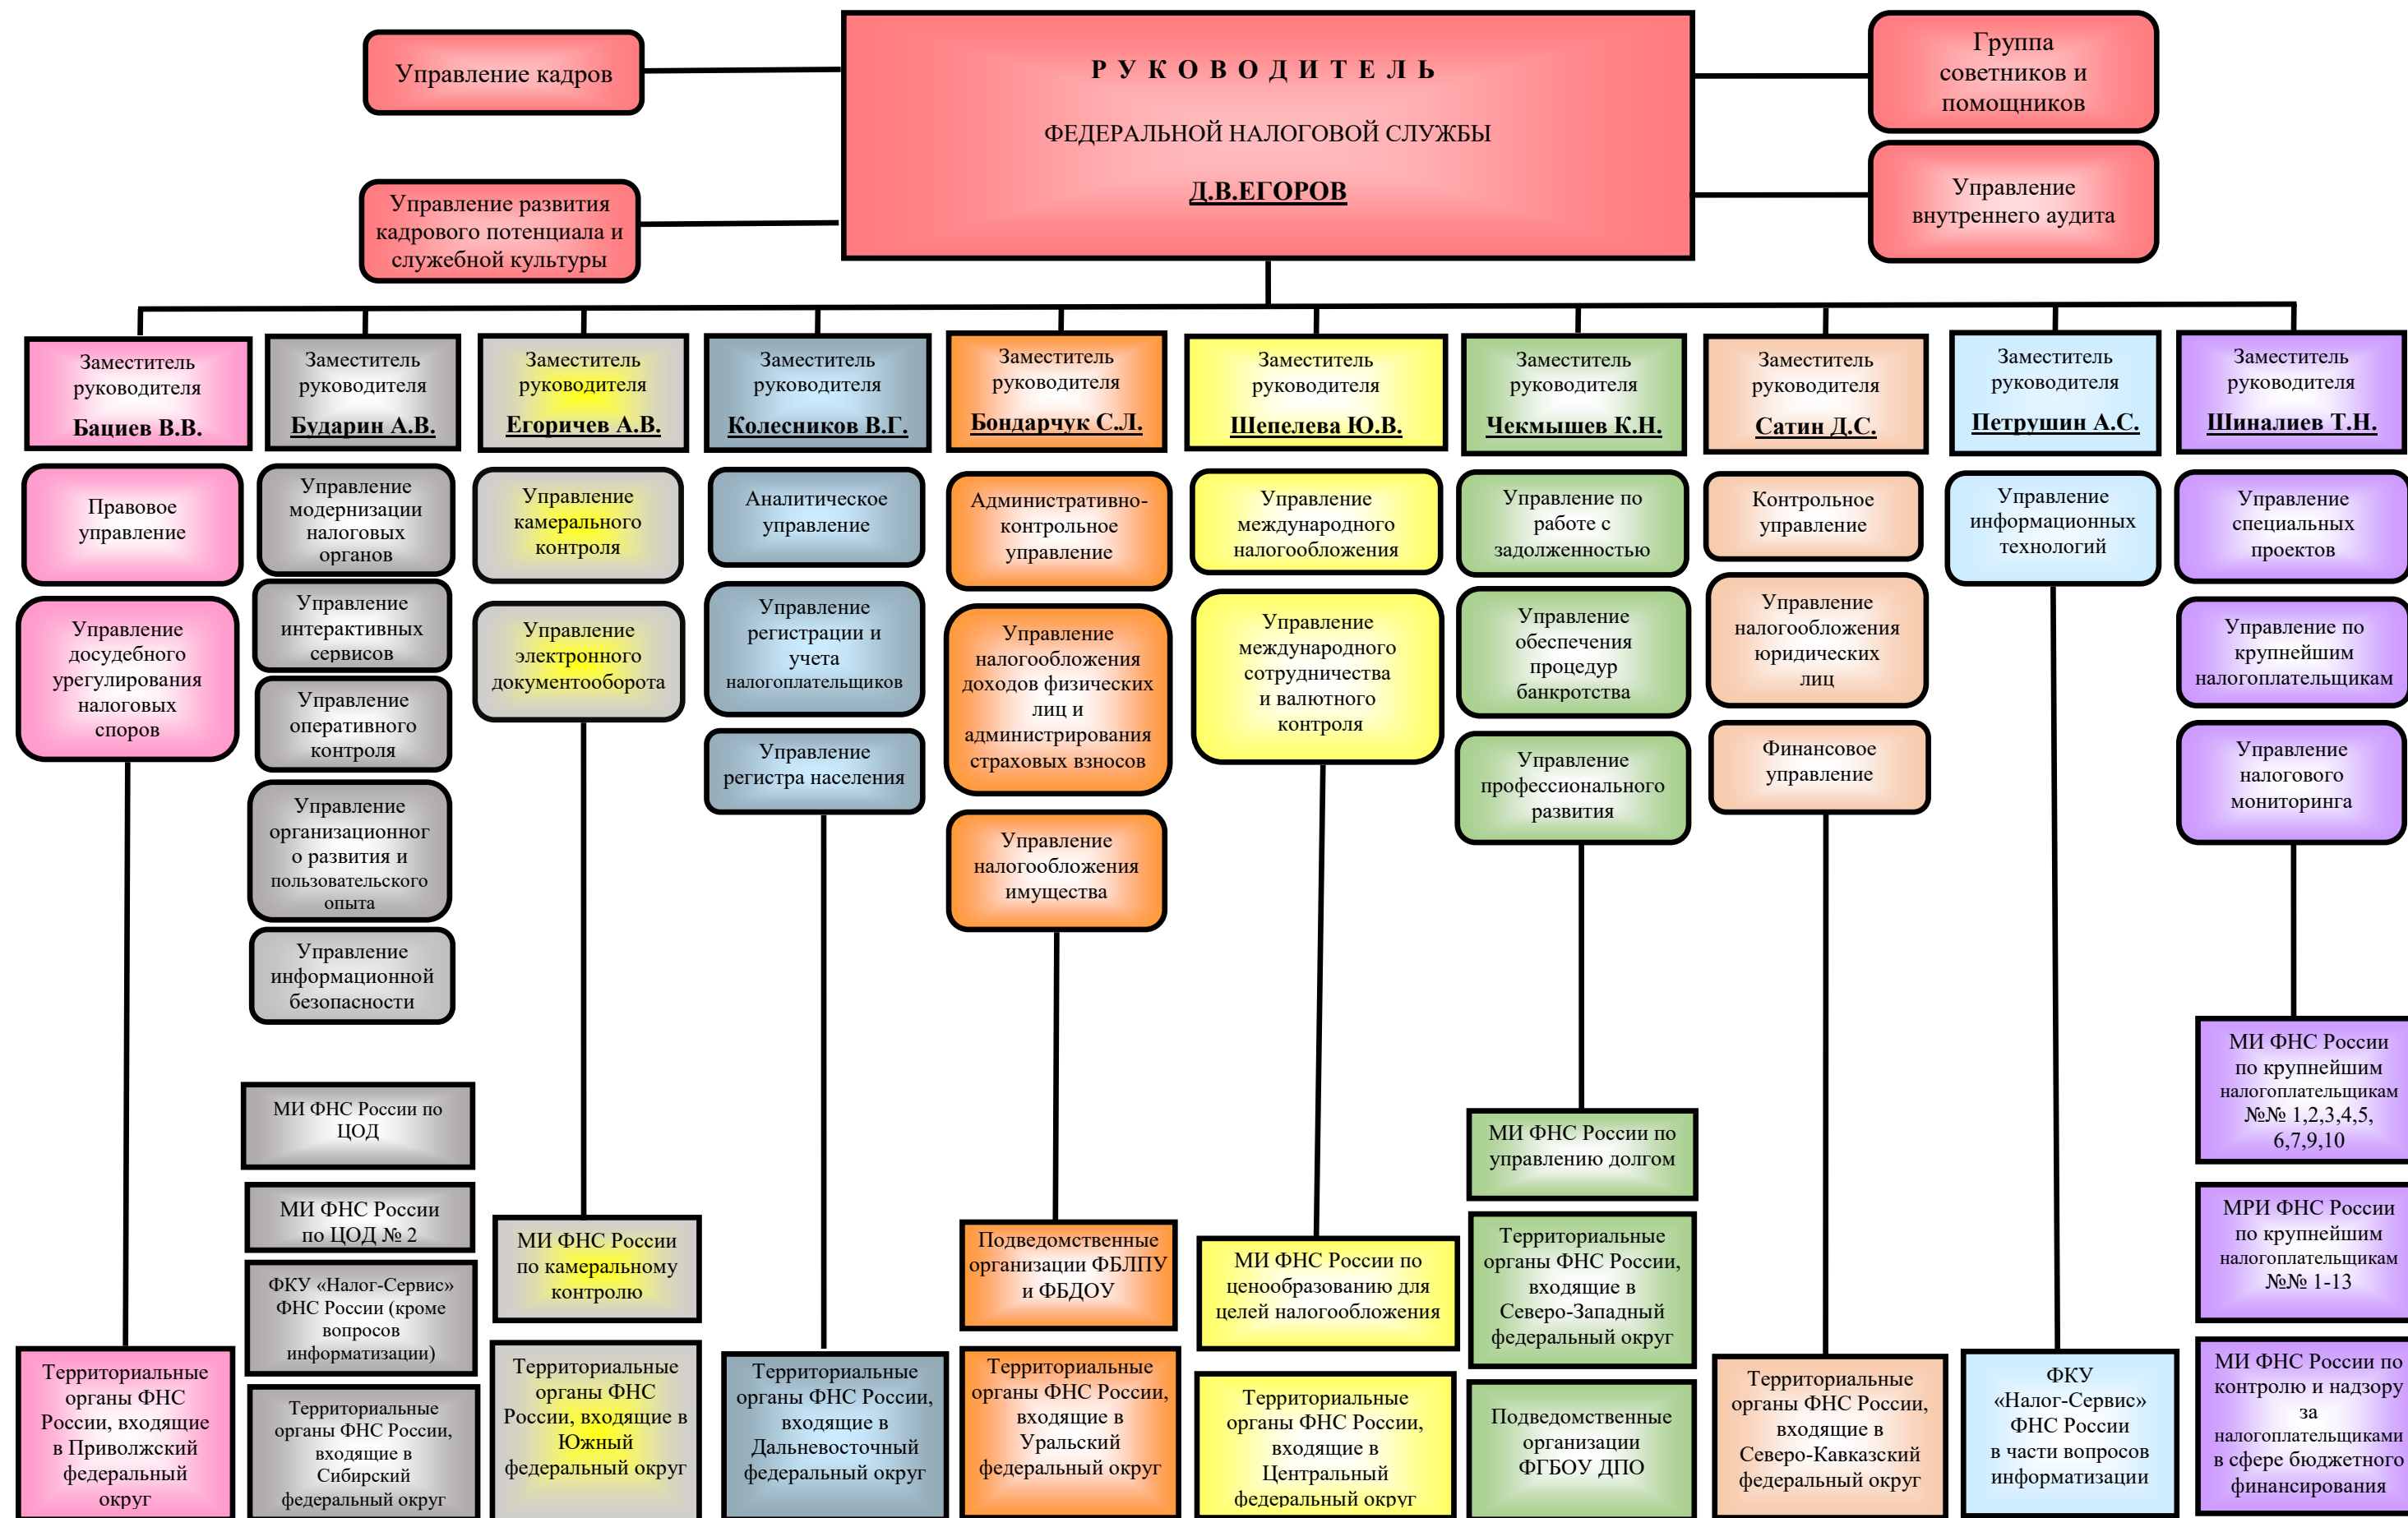 Управление кадров
Управление развития
кадрового потенциала и
служебной культуры
РУКОВОДИТЕЛЬ
ФЕДЕРАЛЬНОЙ НАЛОГОВОЙ СЛУЖБЫ
Д.В.ЕГОРОВ
Группа
советников и
помощников
Управление
внутреннего аудита
Заместитель
руководителя
Бациев В.В.
Правовое
управление
Управление
досудебного
урегулирования
налоговых
споров
Территориальные
органы ФНС
России, входящие
в Приволжский
федеральный
округ
Заместитель
руководителя
Бударин А.В.
Управление
модернизации
налоговых
органов
Управление
интерактивных
сервисов
Управление
оперативного
контроля
Управление
организационног
о развития и
пользовательского
опыта
Управление
информационной
безопасности
МИ ФНС России по
ЦОД
МИ ФНС России
по ЦОД № 2
ФКУ «Налог-Сервис»
ФНС России (кроме
вопросов
информатизации)
Территориальные
органы ФНС России,
входящие в
Сибирский
федеральный округ
Заместитель
руководителя
Егоричев А.В.
Управление
камерального
контроля
Управление
электронного
документооборота
МИ ФНС России
по камеральному
контролю
Территориальные
органы ФНС
России, входящие в
Южный
федеральный округ
Заместитель
руководителя
Колесников В.Г.
Аналитическое
управление
Управление
регистрации и
учета
налогоплательщиков
Управление
регистра населения
Территориальные
органы ФНС России,
входящие в
Дальневосточный
федеральный округ
Заместитель
руководителя
Бондарчук С.Л.
Административно-
контрольное
управление
Управление
налогообложения
доходов физических
лиц и
администрирования
страховых взносов
Управление
налогообложения
имущества
Подведомственные
организации ФБЛПУ
и ФБДОУ
Территориальные
органы ФНС России,
входящие в
Уральский
федеральный округ
Заместитель
руководителя
Шепелева Ю.В.
Управление
международного
налогообложения
Управление
международного
сотрудничества
и валютного
контроля
МИ ФНС России по
ценообразованию для
целей налогообложения
Территориальные
органы ФНС России,
входящие в
Центральный
федеральный округ
Заместитель
руководителя
Чекмышев К.Н.
Управление по
работе с
задолженностью
Управление
обеспечения
процедур
банкротства
Управление
профессионального
развития
МИ ФНС России по
управлению долгом
Территориальные
органы ФНС России,
входящие в
Северо-Западный
федеральный округ
Подведомственные
организации
ФГБОУ ДПО
Заместитель
руководителя
Сатин Д.С.
Контрольное
управление
Управление
налогообложения
юридических
лиц
Финансовое
управление
Территориальные
органы ФНС России,
входящие в
Северо-Кавказский
федеральный округ
Заместитель
руководителя
Петрушин А.С.
Управление
информационных
технологий
ФКУ
«Налог-Сервис»
ФНС России
в части вопросов
информатизации
Заместитель
руководителя
Шиналиев Т.Н.
Управление
специальных
проектов
Управление по
крупнейшим
налогоплательщикам
Управление
налогового
мониторинга
МИ ФНС России
по крупнейшим
налогоплательщикам
№№ 1,2,3,4,5,
6,7,9,10
МРИ ФНС России
по крупнейшим
налогоплательщикам
№№ 1-13
МИ ФНС России по
контролю и надзору
за
налогоплательщиками
в сфере бюджетного
финансирования